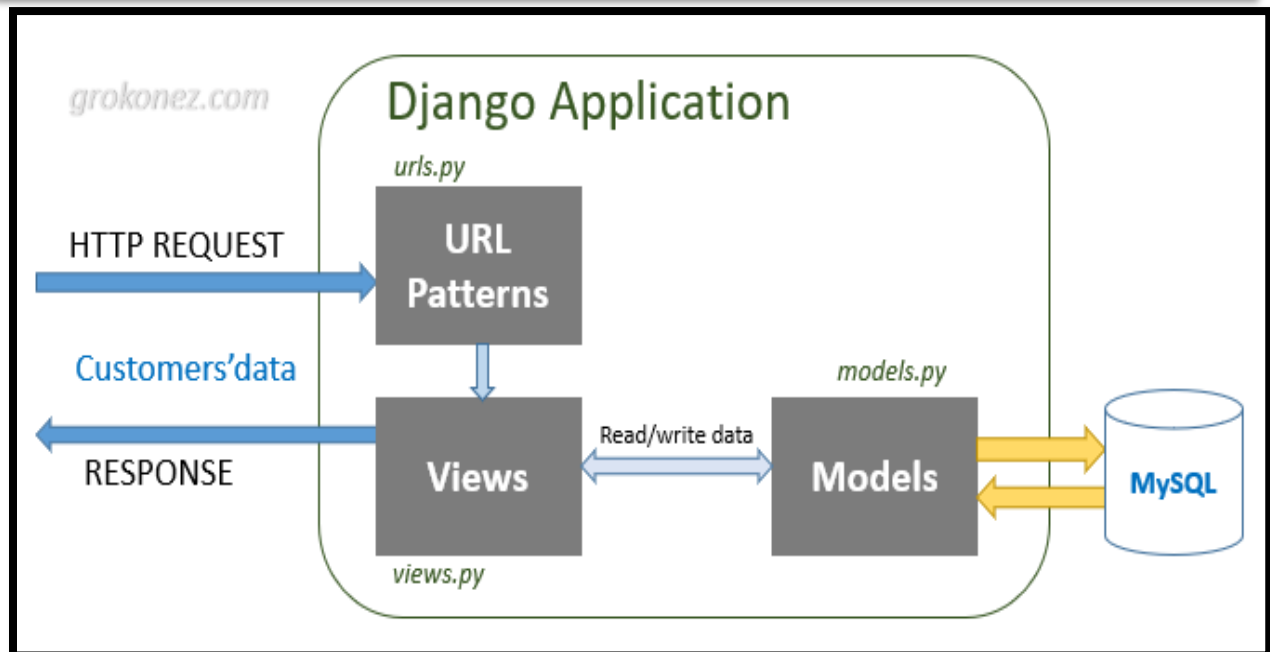 grokonez.com
Django Application
urls.py
URL
Patterns
HTTP REQUEST
Customers'data
RESPONSE
Views
views.py
Read/write data
models.py
Models
MySQL